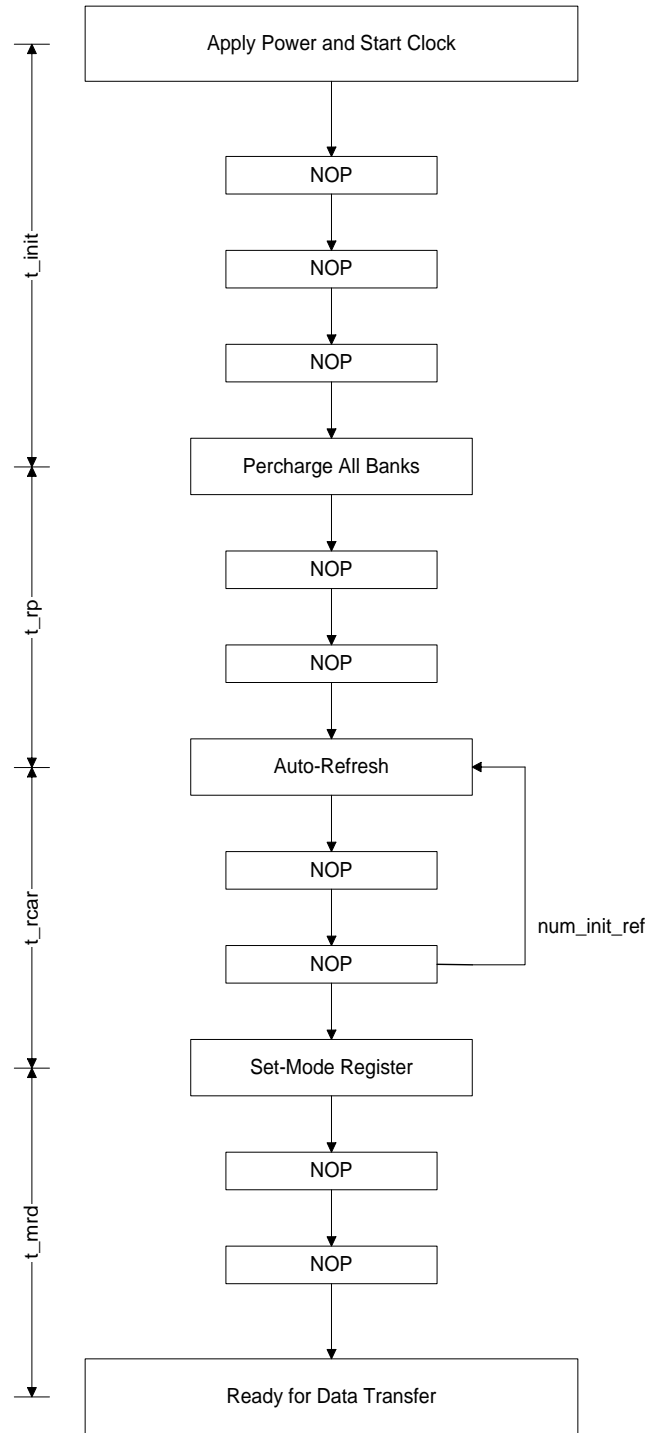 Apply Power and Start Clock
NOP
NOP
t_init
NOP
Percharge All Banks
NOP
t_rp
NOP
Auto-Refresh
NOP
t_rcar
num_init_ref
NOP
Set-Mode Register
NOP
t_mrd
NOP
Ready for Data Transfer